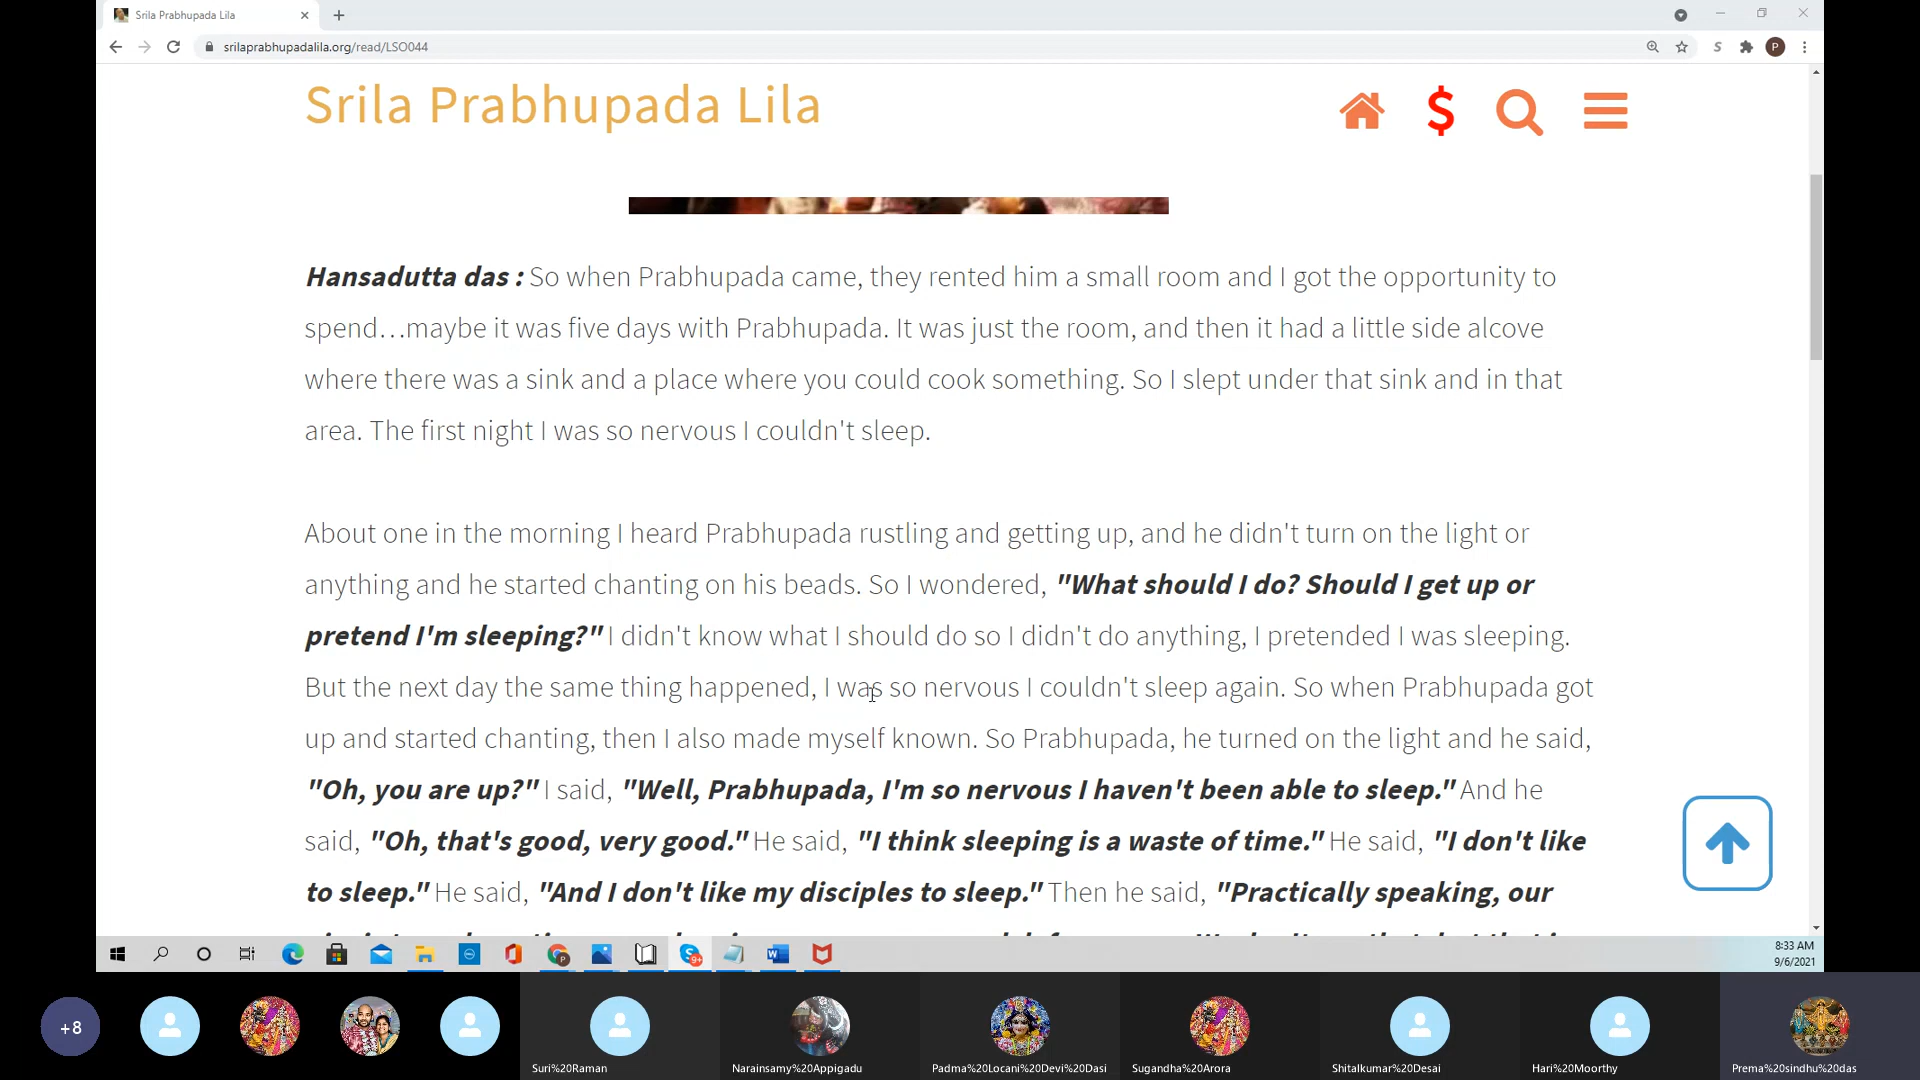 Srila Prabhupada Lila
srilaprabhupadalila.org/read/LSO044
S
P
Srila Prabhupada Lila
$
Hansadutta das : So when Prabhupada came, they rented him a small room and I got the opportunity to
spend…maybe it was five days with Prabhupada. It was just the room, and then it had a little side alcove
where there was a sink and a place where you could cook something. So I slept under that sink and in that
area. The first night I was so nervous I couldn't sleep.
About one in the morning I heard Prabhupada rustling and getting up, and he didn't turn on the light or
anything and he started chanting on his beads. So I wondered, "What should I do? Should I get up or
pretend I'm sleeping?" I didn't know what I should do so I didn't do anything, I pretended I was sleeping.
But the next day the same thing happened, I was so nervous I couldn't sleep again. So when Prabhupada got
up and started chanting, then I also made myself known. So Prabhupada, he turned on the light and he said,
"Oh, you are up?" I said, "Well, Prabhupada, I'm so nervous I haven't been able to sleep." And he
said, "Oh, that's good, very good." He said, "I think sleeping is a waste of time." He said, "I don't like
to sleep." He said, "And I don't like my disciples to sleep." Then he said, "Practically speaking, our
8:33 AM
9/6/2021
+8
Suri%20Raman
Narainsamy%20Appigadu
Padma%20Locani%20Devi%20Dasi
Sugandha%20Arora
Shitalkumar%20Desai
Hari%20Moorthy
Prema%20sindhu%20das